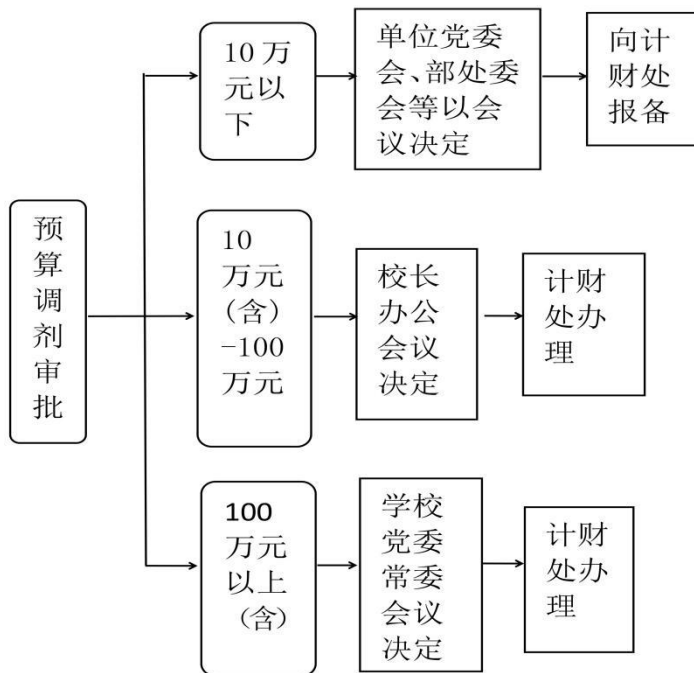 预
算
调
剂
审
批
10 万
元以
下
单位党委
会、部处委
会等以会
议决定
向计
财处
报备
10
万元
（含）
-100
万元
校长
办公
会议
决定
计财
处办
理
100
万元
以上
（含）
学校
党委
常委
会议
决定
计财
处办
理